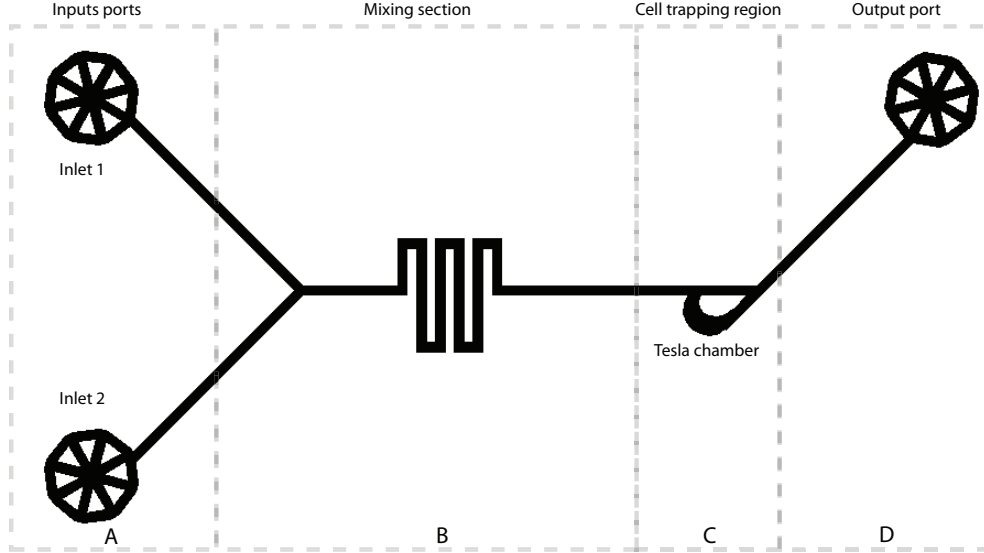 Inputs ports
Mixing section
Cell trapping region
Output port
Inlet 1
Tesla chamber
Inlet 2
A
B
C
D